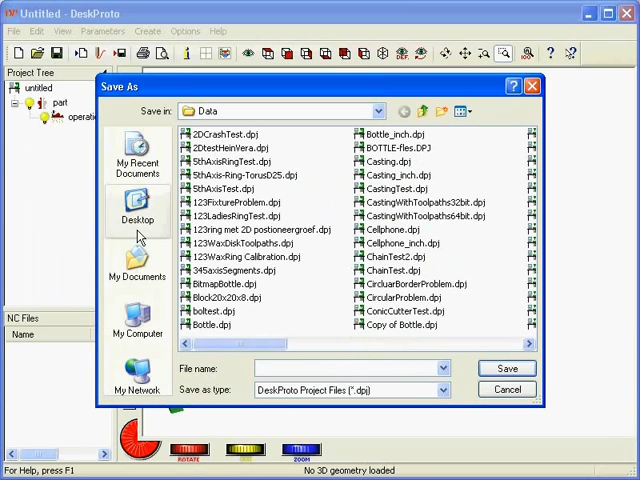 Untitled - DeskProto
File Edit View Parameters Create Options Help
Project Tree
untitled
part
operati
NC Files
Name
Save As
Save in: Data
My Recent Documents
Desktop
My Documents
My Computer
My Network
2DCrashTest.dpj
2DtestHeinVera.dpj
5thAxisRingTest.dpj
5thAxis-Ring-TorusD25.dpj
5thAxisTest.dpj
123FixtureProblem.dpj
123LadiesRingTest.dpj
123ring met 2D postioneergroef.dpj
123WaxDiskToolpaths.dpj
123WaxRing Calibration.dpj
345axisSegments.dpj
BitmapBottle.dpj
Block20x20x8.dpj
boltest.dpj
Bottle.dpj
Bottle_inch.dpj
BOTTLE-fles.DPJ
Casting.dpj
Casting_inch.dpj
CastingTest.dpj
CastingWithToolpaths32bit.dpj
CastingWithToolpaths64bit.dpj
Cellphone.dpj
Cellphone_inch.dpj
ChainTest2.dpj
ChainTest.dpj
CircluarBorderProblem.dpj
CircularProblem.dpj
ConicCutterTest.dpj
Copy of Bottle.dpj
File name:
Save
Save as type: DeskProto Project Files (*.dpj)
Cancel
ROTATE
ZOOM
For Help, press F1
No 3D geometry loaded